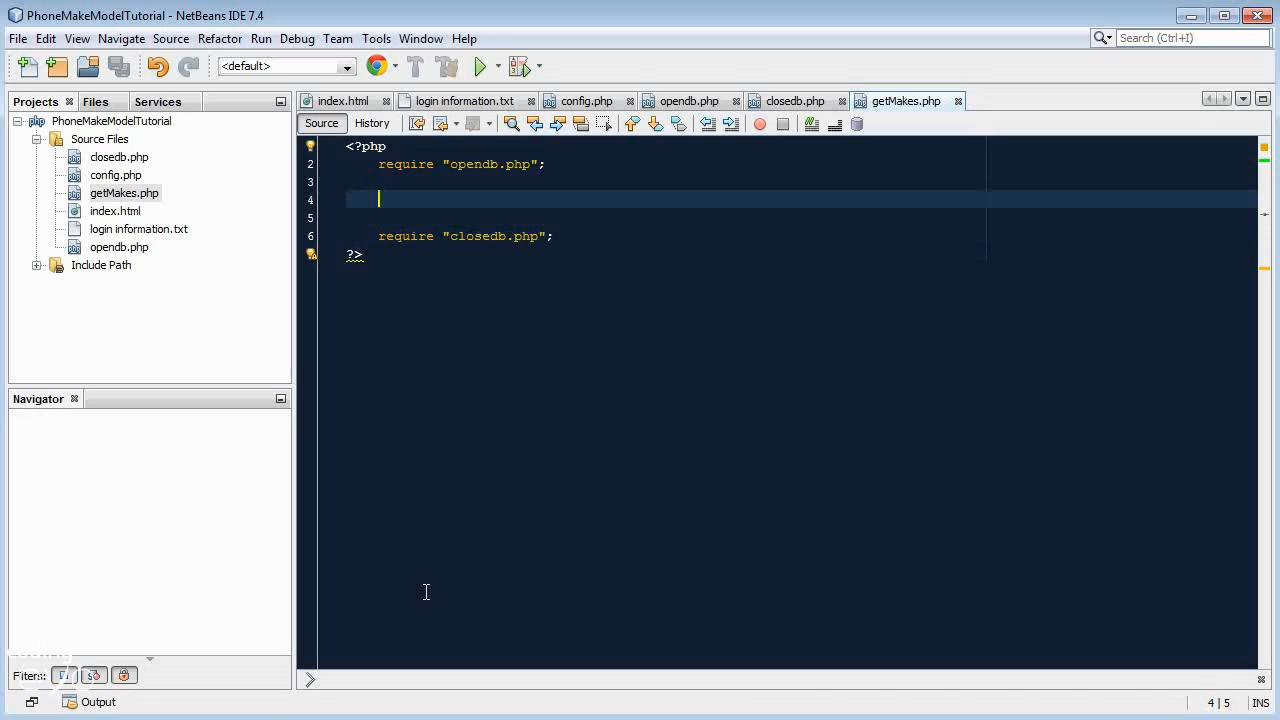 PhoneMakeModelTutorial - NetBeans IDE 7.4
File Edit View Navigate Source Refactor Run Debug Team Tools Window Help
Search (Ctrl+I)
<default>
Projects Files Services
index.html login information.txt config.php opendb.php closedb.php getMakes.php
Source History
PhoneMakeModelTutorial
Source Files
closedb.php
config.php
getMakes.php
index.html
login information.txt
opendb.php
Include Path
<?php
2 require "opendb.php";
3
4
5
6 require "closedb.php";
?>
Navigator
Filters:
Output
4 | 5 INS